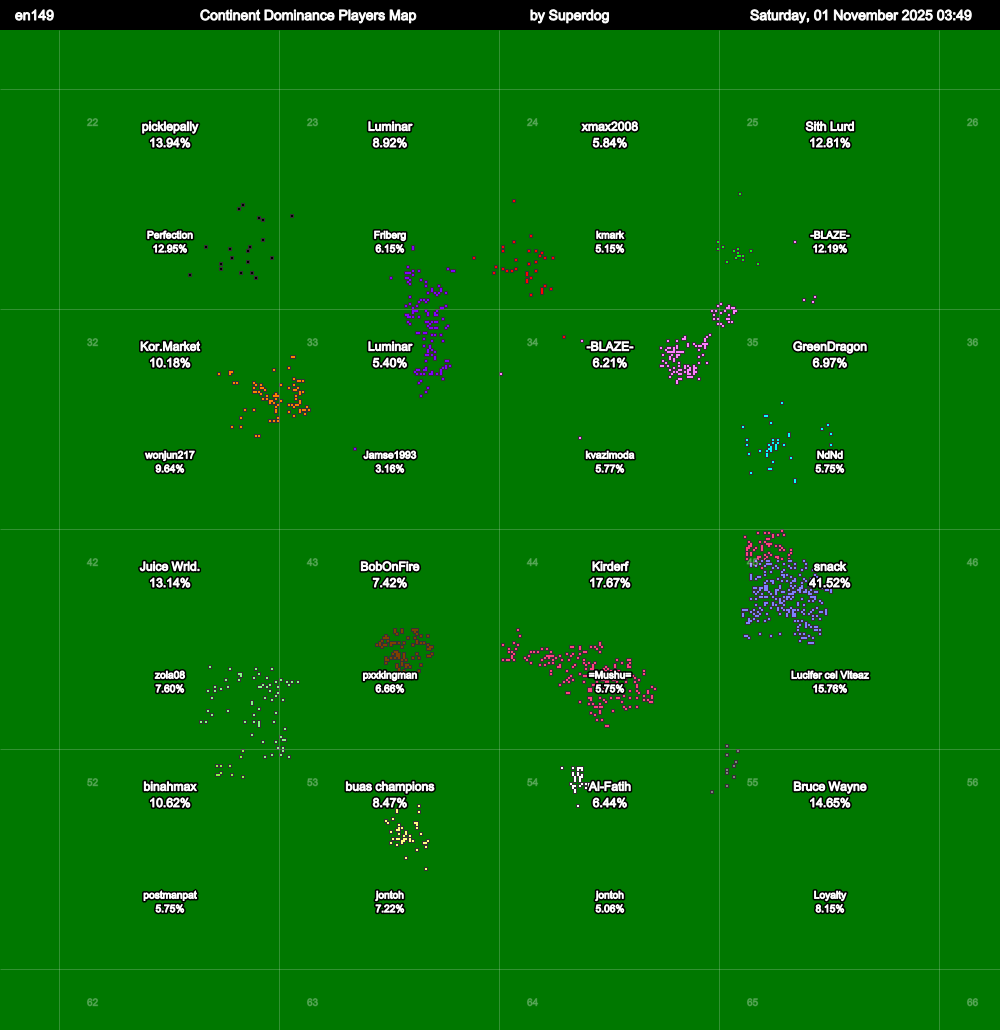 en149 Continent Dominance Players Map by Superdog Saturday, 01 November 2025 03:49
22 23 24 25 26
picklepally Luminar xmax2008 Sith Lurd
13.94% 8.92% 5.84% 12.81%
Perfection Friberg kmark -BLAZE-
12.95% 6.15% 5.15% 12.19%
32 33 34 35 36
Kor.Market Luminar -BLAZE- GreenDragon
10.18% 5.40% 6.21% 6.97%
wonjun217 Jamse1993 kvazimoda NdNd
9.64% 3.16% 5.77% 5.75%
42 43 44 45 46
Juice Wrld. BobOnFire Kirderf snack
13.14% 7.42% 17.67% 41.52%
zola08 pxxkingman =Mushu= Lucifer cel Viteaz
7.60% 6.66% 5.75% 15.76%
52 53 54 55 56
binahmax buas champions Al-Fatih Bruce Wayne
10.62% 8.47% 6.44% 14.65%
postmanpat jontoh jontoh Loyalty
5.75% 7.22% 5.06% 8.15%
62 63 64 65 66